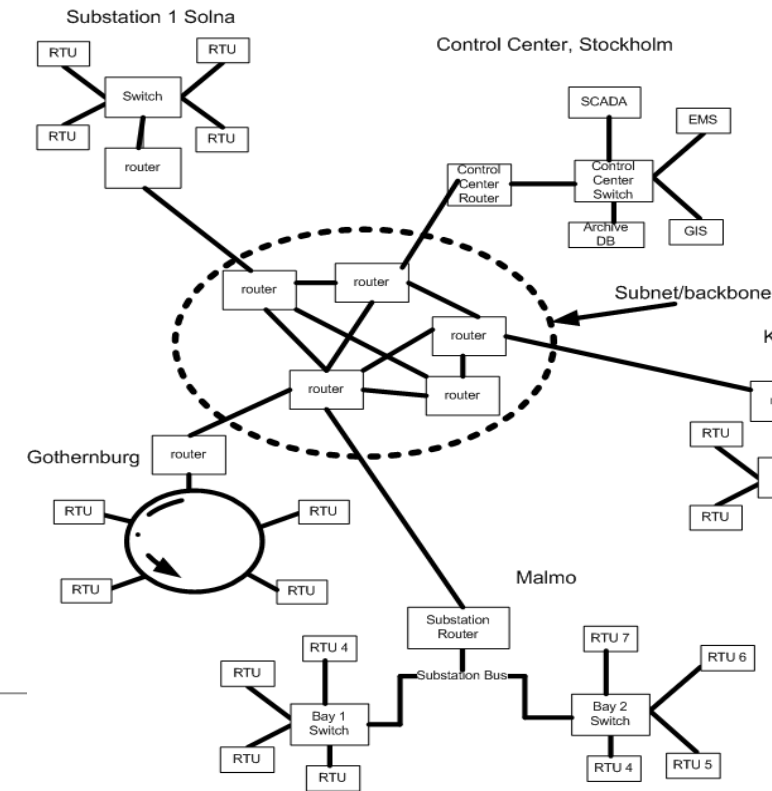 Substation 1 Solna
RTU
RTU
Switch
RTU
RTU
router
Control Center, Stockholm
SCADA
EMS
Control
Center
Router
Control
Center
Switch
Archive
DB
GIS
router
router
Subnet/backbone
router
router
router
K
Gothernburg
router
RTU
RTU
RTU
RTU
RTU
RTU
Malmo
Substation
Router
Substation Bus
RTU 4
RTU
Bay 1
Switch
RTU
RTU
RTU 7
RTU 6
Bay 2
Switch
RTU 4
RTU 5